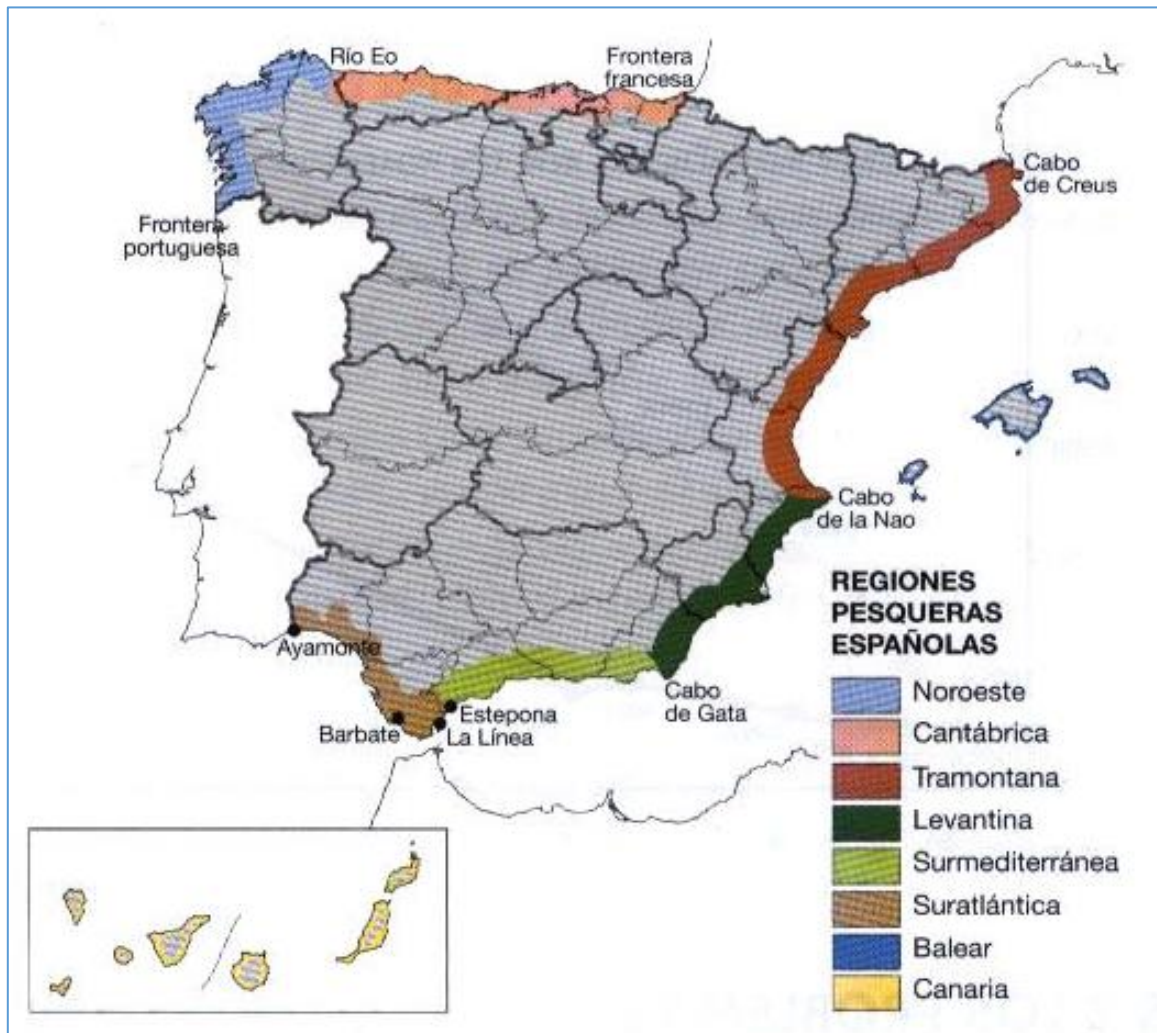 Río Eo
Frontera
francesa
Cabo
de Creus
Frontera
portuguesa
Cabo
de la Nao
Ayamonte
Barbate
Estepona
La Línea
Cabo
de Gata
REGIONES
PESQUERAS
ESPAÑOLAS
Noroeste
Cantábrica
Tramontana
Levantina
Surmediterránea
Suratlántica
Balear
Canaria